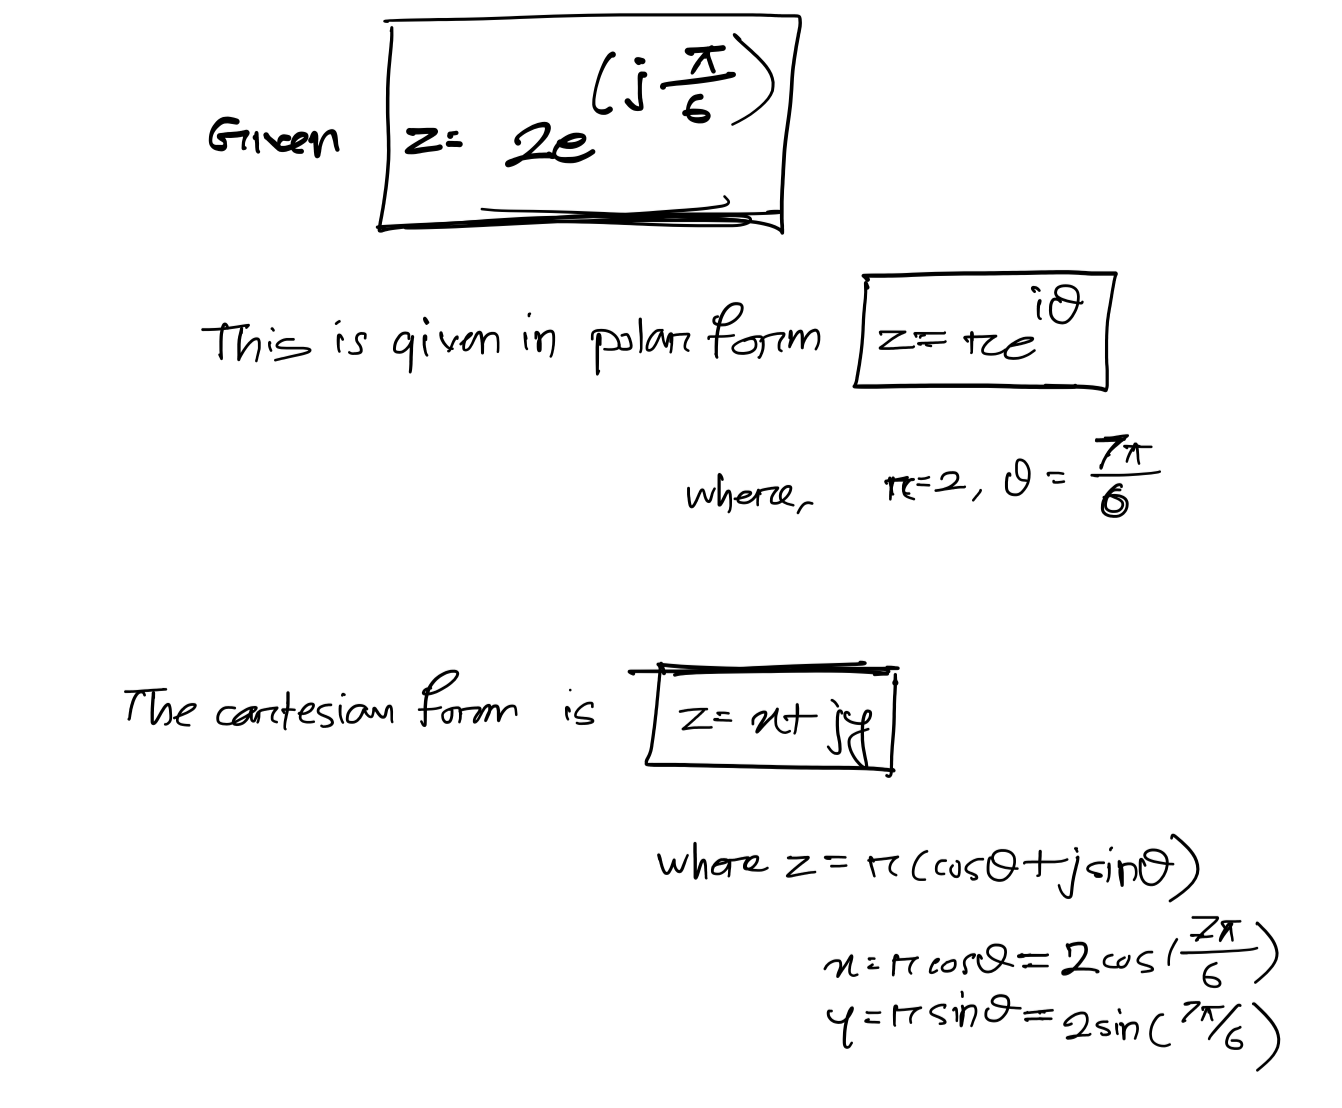 Given z = 2e^(j π/6)
This is given in polar form z = re^iθ
where, r=2, θ = 7π/6
The cartesian form is z = x + jy
where z = r(cosθ + jsinθ)
x = r cosθ = 2cos(7π/6)
y = r sinθ = 2sin(7π/6)